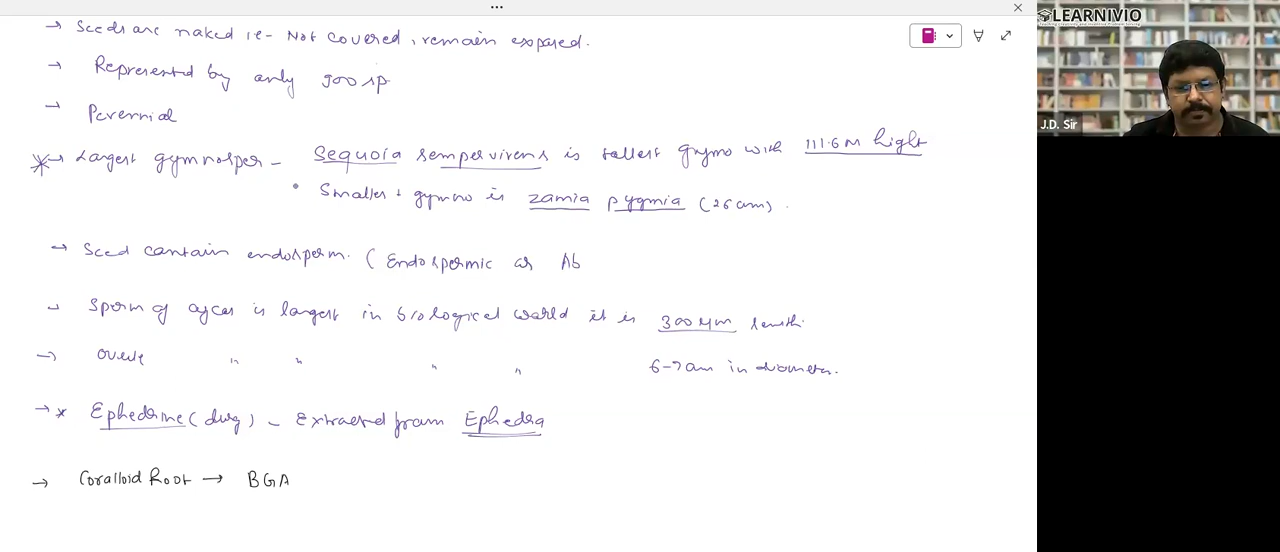 → Seeds are naked i.e - Not covered, remain exposed.
→ Represented by only 900 sp
→ Perennial
* → Largest gymnosper - Sequoia sempervirens is tallest gymno with 111.6 M hight
• Smallest gymno is zamia pygmia (26 cm).
→ Seed contain endosperm. (Endospermic as Ab
→ Sperm of cycas is largest in biological world it is 300 μm lenth.
→ Ovule " " " " 6-7 cm in diameter.
→ * Ephedrine (drug) - Extracted from Ephedra
→ Coralloid Root → BGA
LEARNIVIO
J.D. Sir